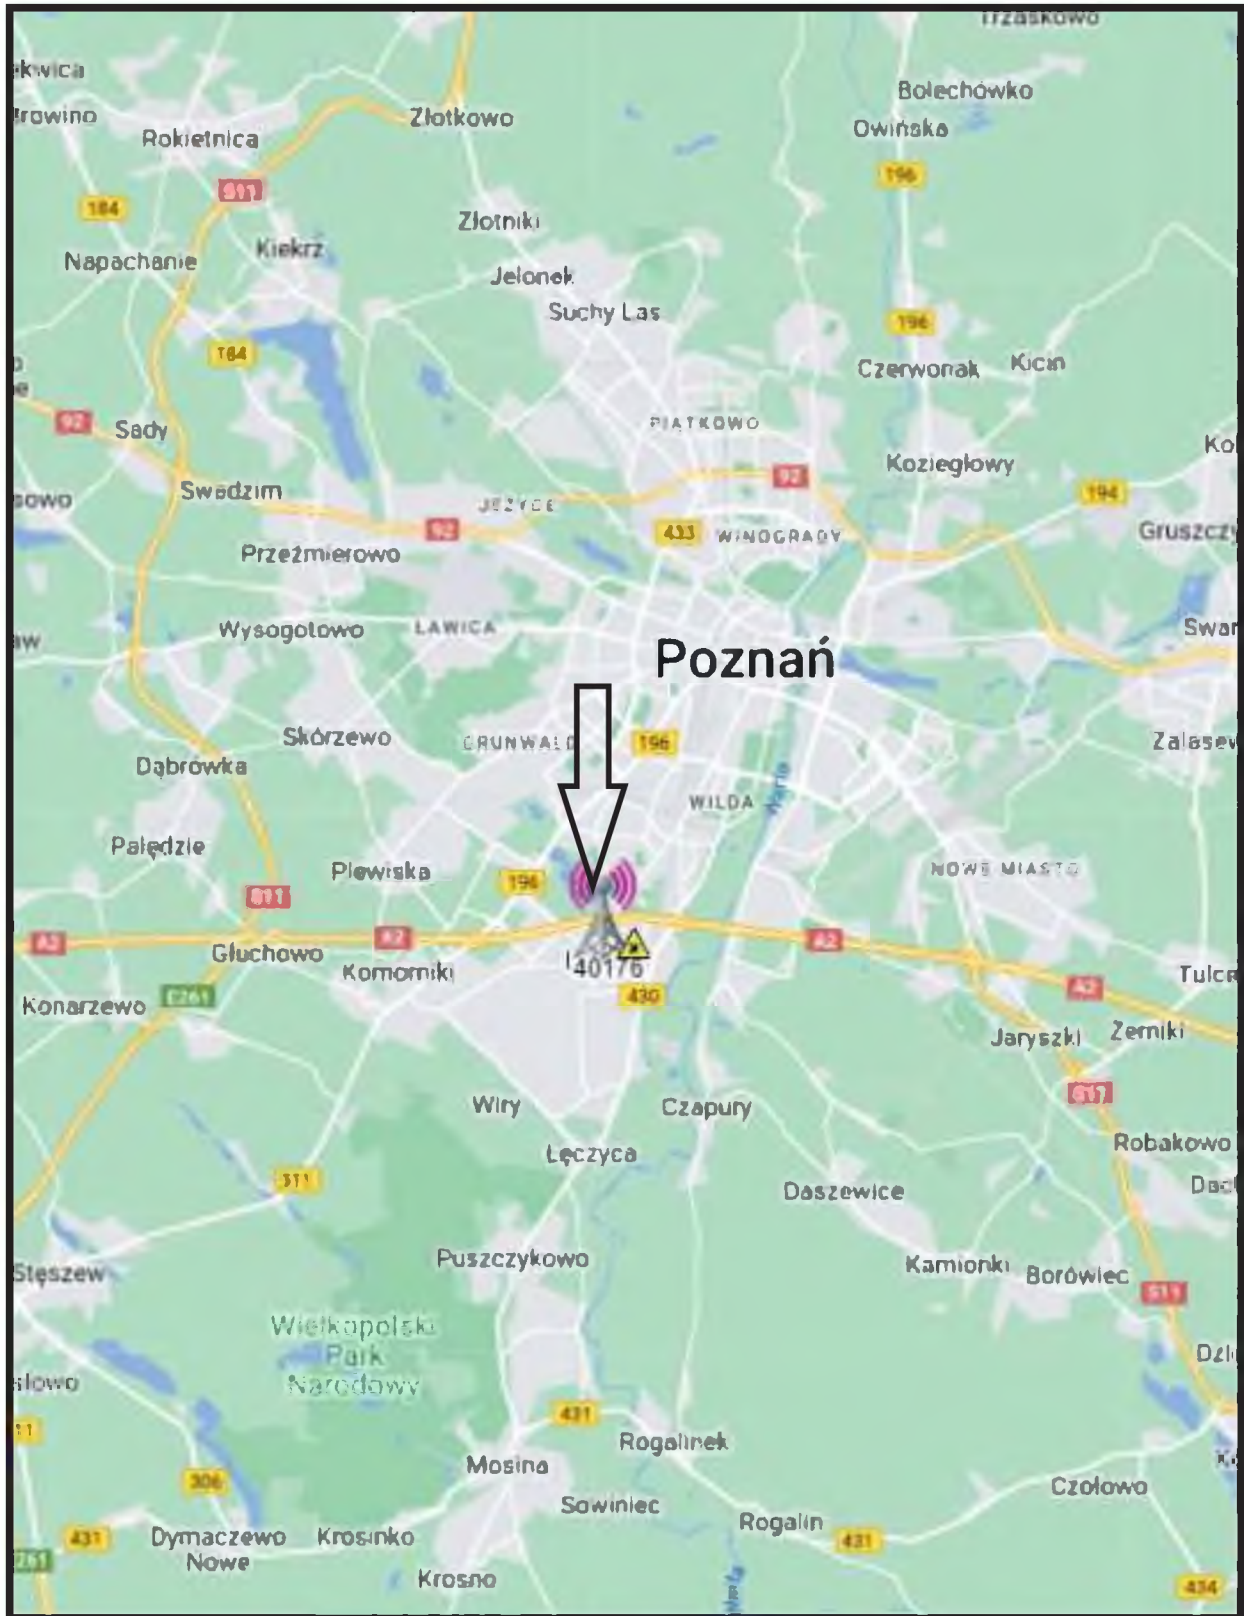 Trzaskowo
Bolechówko
Złotkowo
Owińska
Rokietnica
196
S11
184
Złotniki
Napachanie
Kiekrz
Jelonek
Suchy Las
196
184
Czerwonak
Kicin
92
Sady
PIĄTKOWO
Koziegłowy
92
Swadzim
194
JEŻYCE
92
433
WINOGRADY
Przeźmierowo
Wysogotowo
ŁAWICA
Poznań
Skórzewo
GRUNWALD
196
Dąbrówka
WILDA
Warta
Palędzie
Plewiska
196
NOWE MIASTO
S11
A2
A2
A2
Głuchowo
Komorniki
40176
A2
Konarzewo
E261
430
Jaryszki
Żerniki
S11
Wiry
Czapury
Robakowo
Łęczyca
311
Daszewice
Puszczykowo
Kamionki
Borówiec
Stęszew
S11
Wielkopolski
Park
Narodowy
431
Rogalinek
Mosina
306
Czołowo
Sowiniec
Rogalin
431
Dymaczewo
Nowe
Krosinko
431
Krosno
Warta
434